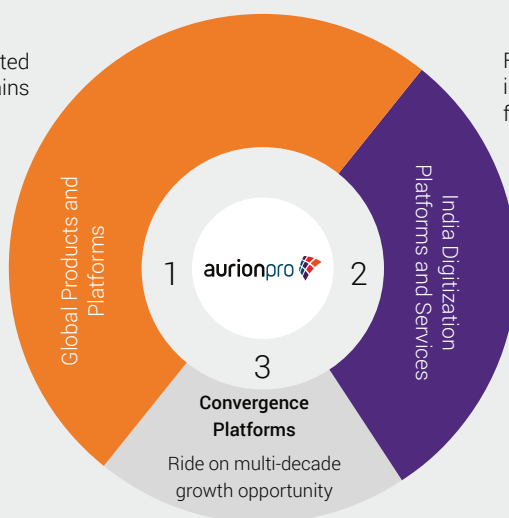 ted
ains
Global Products and
Platforms
1
aurionpro
2
India Digitization
Platforms and Services
3
Convergence
Platforms
Ride on multi-decade
growth opportunity